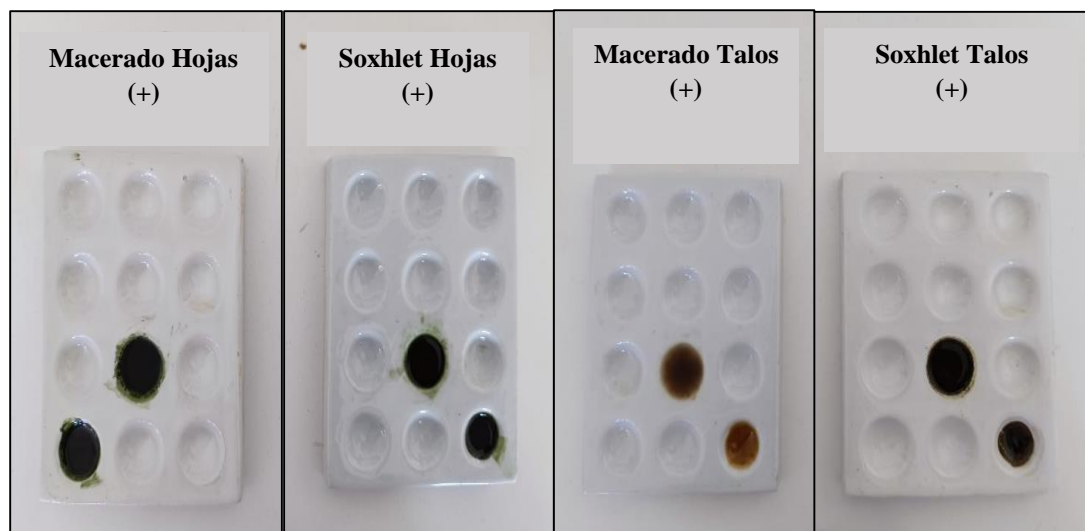 Macerado Hojas
(+)
Soxhlet Hojas
(+)
Macerado Talos
(+)
Soxhlet Talos
(+)